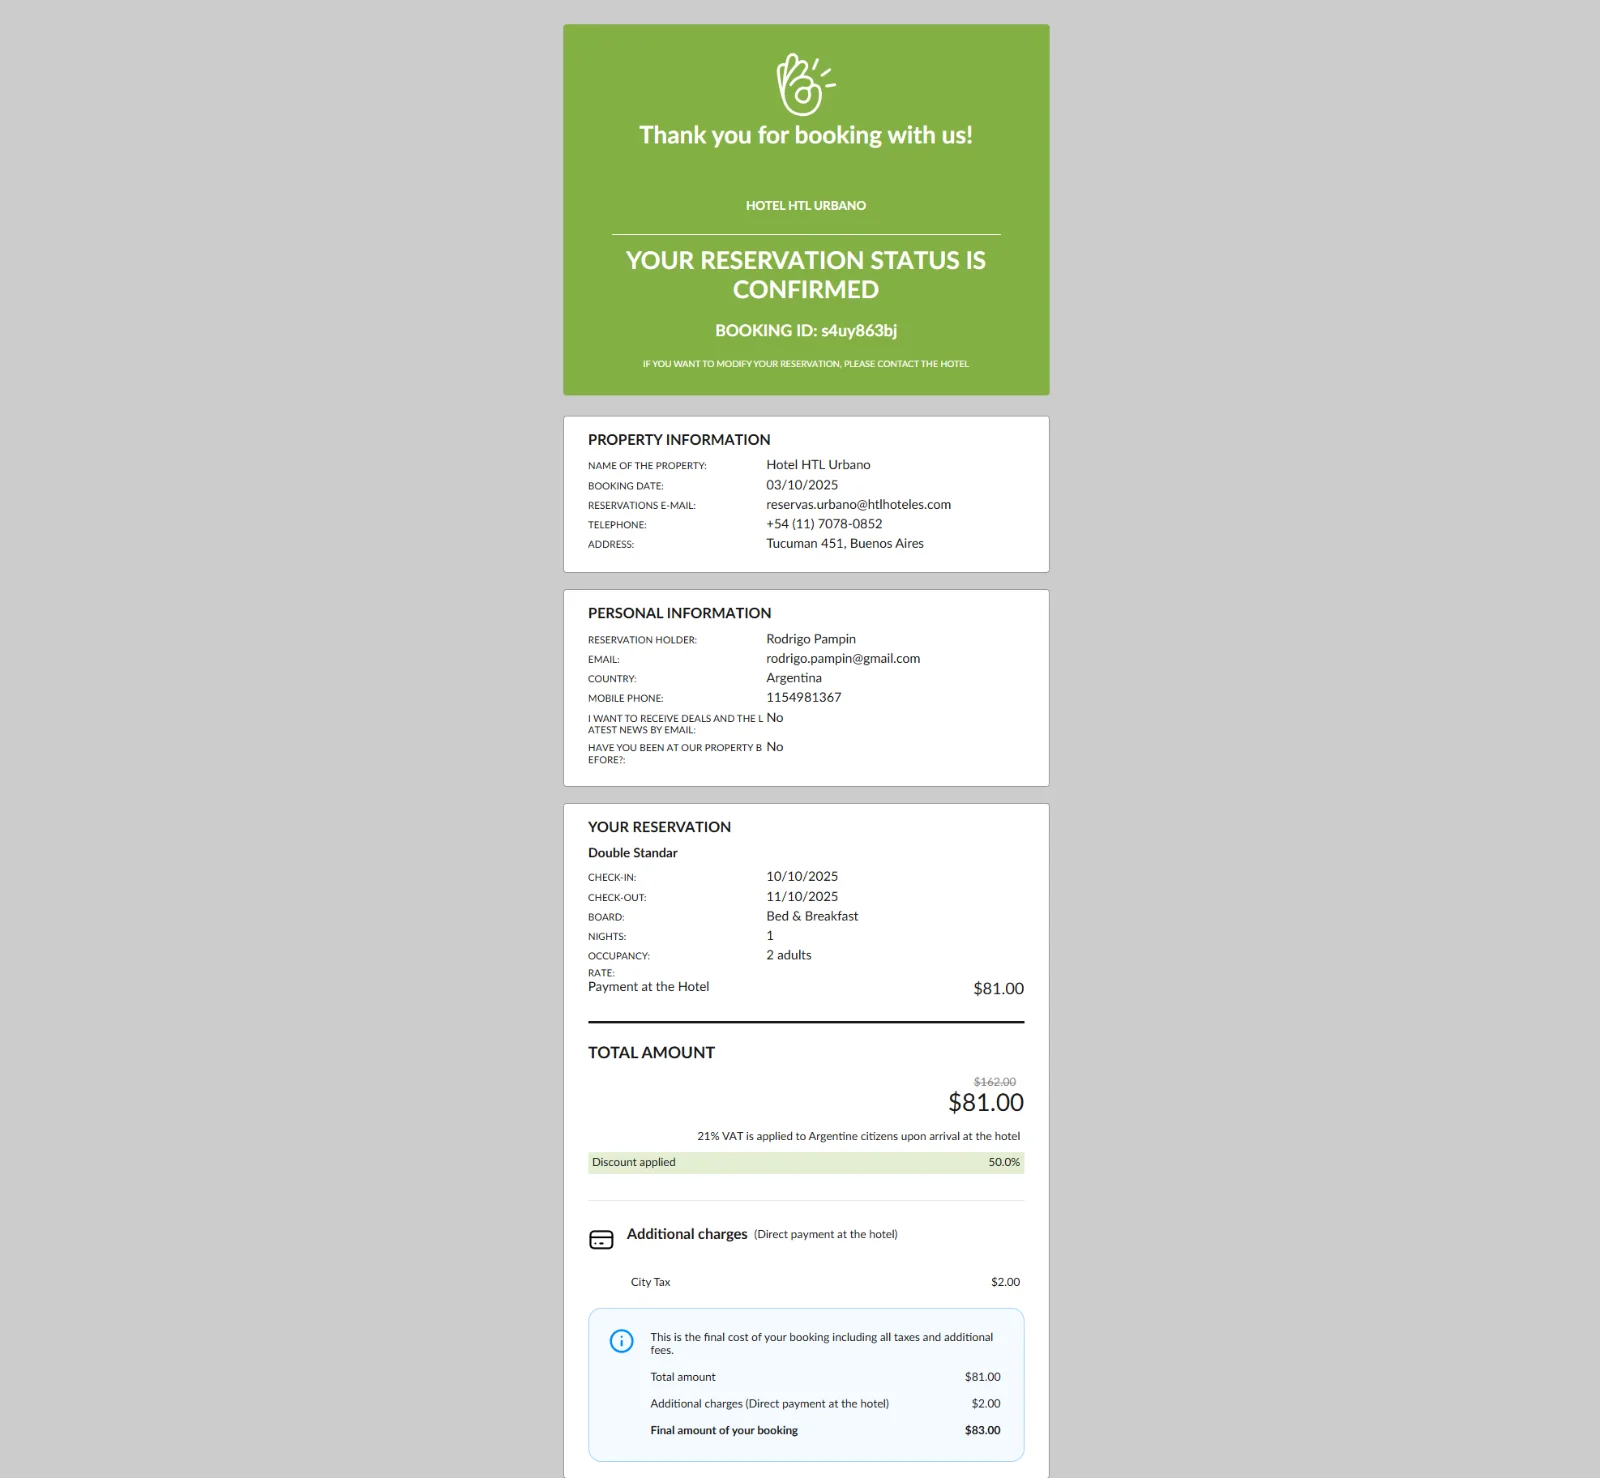 Thank you for booking with us!
HOTEL HTL URBANO
YOUR RESERVATION STATUS IS
CONFIRMED
BOOKING ID: s4uy863bj
IF YOU WANT TO MODIFY YOUR RESERVATION, PLEASE CONTACT THE HOTEL
PROPERTY INFORMATION
NAME OF THE PROPERTY: Hotel HTL Urbano
BOOKING DATE: 03/10/2025
RESERVATIONS E-MAIL: reservas.urbano@htlhoteles.com
TELEPHONE: +54 (11) 7078-0852
ADDRESS: Tucuman 451, Buenos Aires
PERSONAL INFORMATION
RESERVATION HOLDER: Rodrigo Pampin
EMAIL: rodrigo.pampin@gmail.com
COUNTRY: Argentina
MOBILE PHONE: 1154981367
I WANT TO RECEIVE DEALS AND THE L No
ATEST NEWS BY EMAIL:
HAVE YOU BEEN AT OUR PROPERTY B No
EFORE?:
YOUR RESERVATION
Double Standar
CHECK-IN: 10/10/2025
CHECK-OUT: 11/10/2025
BOARD: Bed & Breakfast
NIGHTS: 1
OCCUPANCY: 2 adults
RATE:
Payment at the Hotel $81.00
TOTAL AMOUNT
$162.00
$81.00
21% VAT is applied to Argentine citizens upon arrival at the hotel
Discount applied 50.0%
Additional charges (Direct payment at the hotel)
City Tax $2.00
This is the final cost of your booking including all taxes and additional
fees.
Total amount $81.00
Additional charges (Direct payment at the hotel) $2.00
Final amount of your booking $83.00